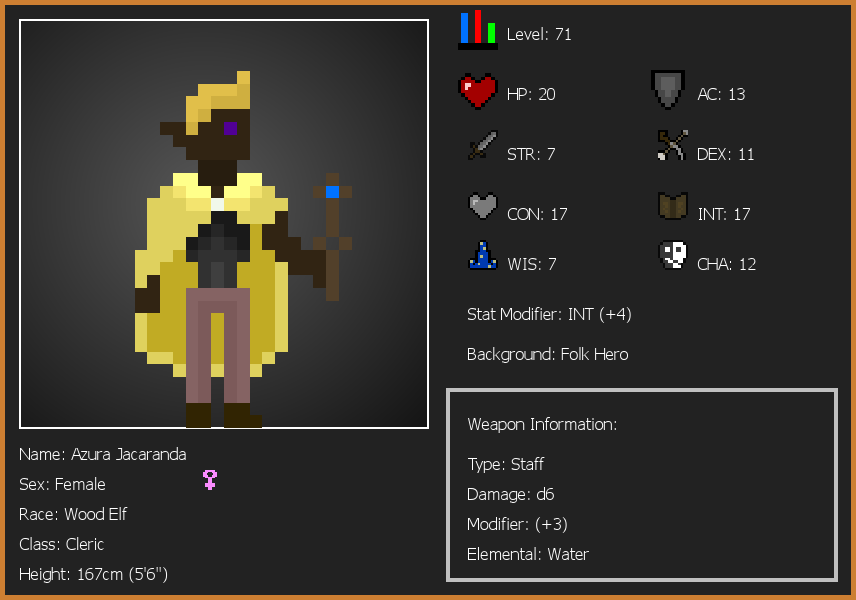 Level: 71
HP: 20
AC: 13
STR: 7
DEX: 11
CON: 17
INT: 17
WIS: 7
CHA: 12
Stat Modifier: INT (+4)
Background: Folk Hero
Weapon Information:
Type: Staff
Damage: d6
Modifier: (+3)
Elemental: Water
Name: Azura Jacaranda
Sex: Female
Race: Wood Elf
Class: Cleric
Height: 167cm (5'6")